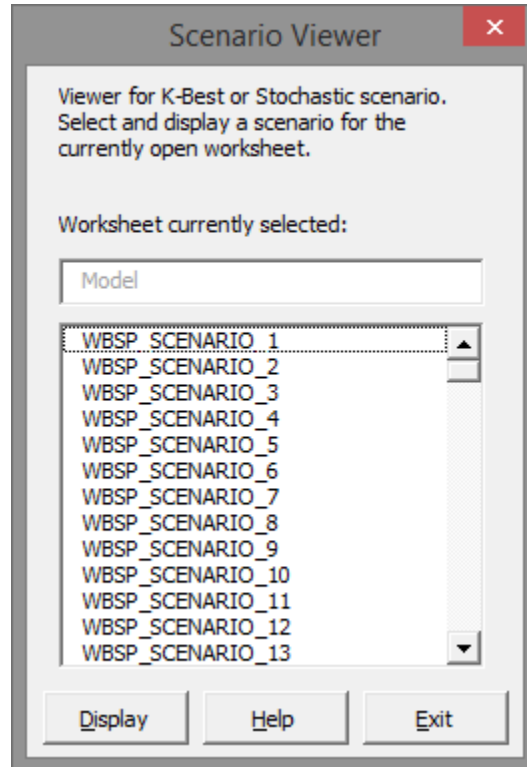 Scenario Viewer
Viewer for K-Best or Stochastic scenario.
Select and display a scenario for the
currently open worksheet.
Worksheet currently selected:
Model
WBSP_SCENARIO_1
WBSP_SCENARIO_2
WBSP_SCENARIO_3
WBSP_SCENARIO_4
WBSP_SCENARIO_5
WBSP_SCENARIO_6
WBSP_SCENARIO_7
WBSP_SCENARIO_8
WBSP_SCENARIO_9
WBSP_SCENARIO_10
WBSP_SCENARIO_11
WBSP_SCENARIO_12
WBSP_SCENARIO_13
Display Help Exit